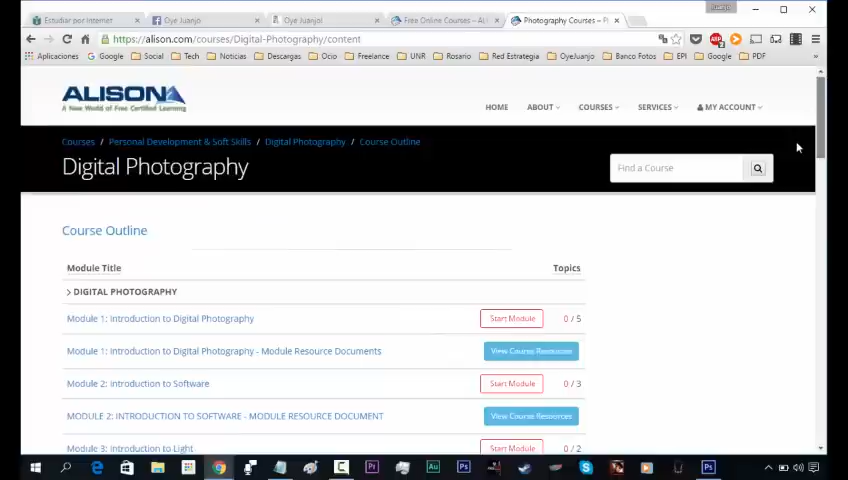 Estudiar por internet
Oye Juanjo
Oye Juanjo!
Free Online Courses – ALI
Photography Courses – P
https://alison.com/courses/Digital-Photography/content
Aplicaciones
Google
Social
Tech
Noticias
Descargas
Ocio
Freelance
UNR
Rosario
Red Estrategia
OyeJuanjo
Banco Fotos
EPI
Google
PDF
ALISON
A New World of Free Certified Learning
HOME
ABOUT
COURSES
SERVICES
MY ACCOUNT
Courses / Personal Development & Soft Skills / Digital Photography / Course Outline
Digital Photography
Find a Course
Course Outline
Module Title
Topics
> DIGITAL PHOTOGRAPHY
Module 1: Introduction to Digital Photography
Start Module
0 / 5
Module 1: Introduction to Digital Photography - Module Resource Documents
View Course Resources
Module 2: Introduction to Software
Start Module
0 / 3
MODULE 2: INTRODUCTION TO SOFTWARE - MODULE RESOURCE DOCUMENT
View Course Resources
Module 3: Introduction to Light
Start Module
0 / 2